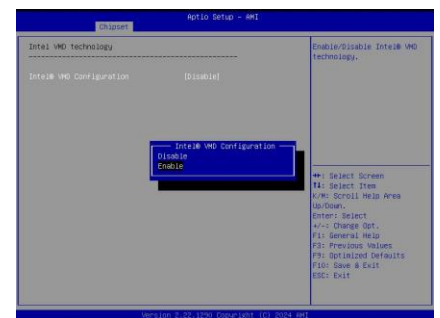 Aptio Setup - AMI
Chipset
Intel VMD technology
Intel® VMD Configuration [Disable]
Intel® VMD Configuration
Disable
Enable
Enable/Disable Intel® VMD
technology.
→←: Select Screen
↑↓: Select Item
K/M: Scroll Help Area
Up/Down.
Enter: Select
+/-: Change Opt.
F1: General Help
F3: Previous Values
F9: Optimized Defaults
F10: Save & Exit
ESC: Exit
Version 2.22.1290 Copyright (C) 2024 AMI